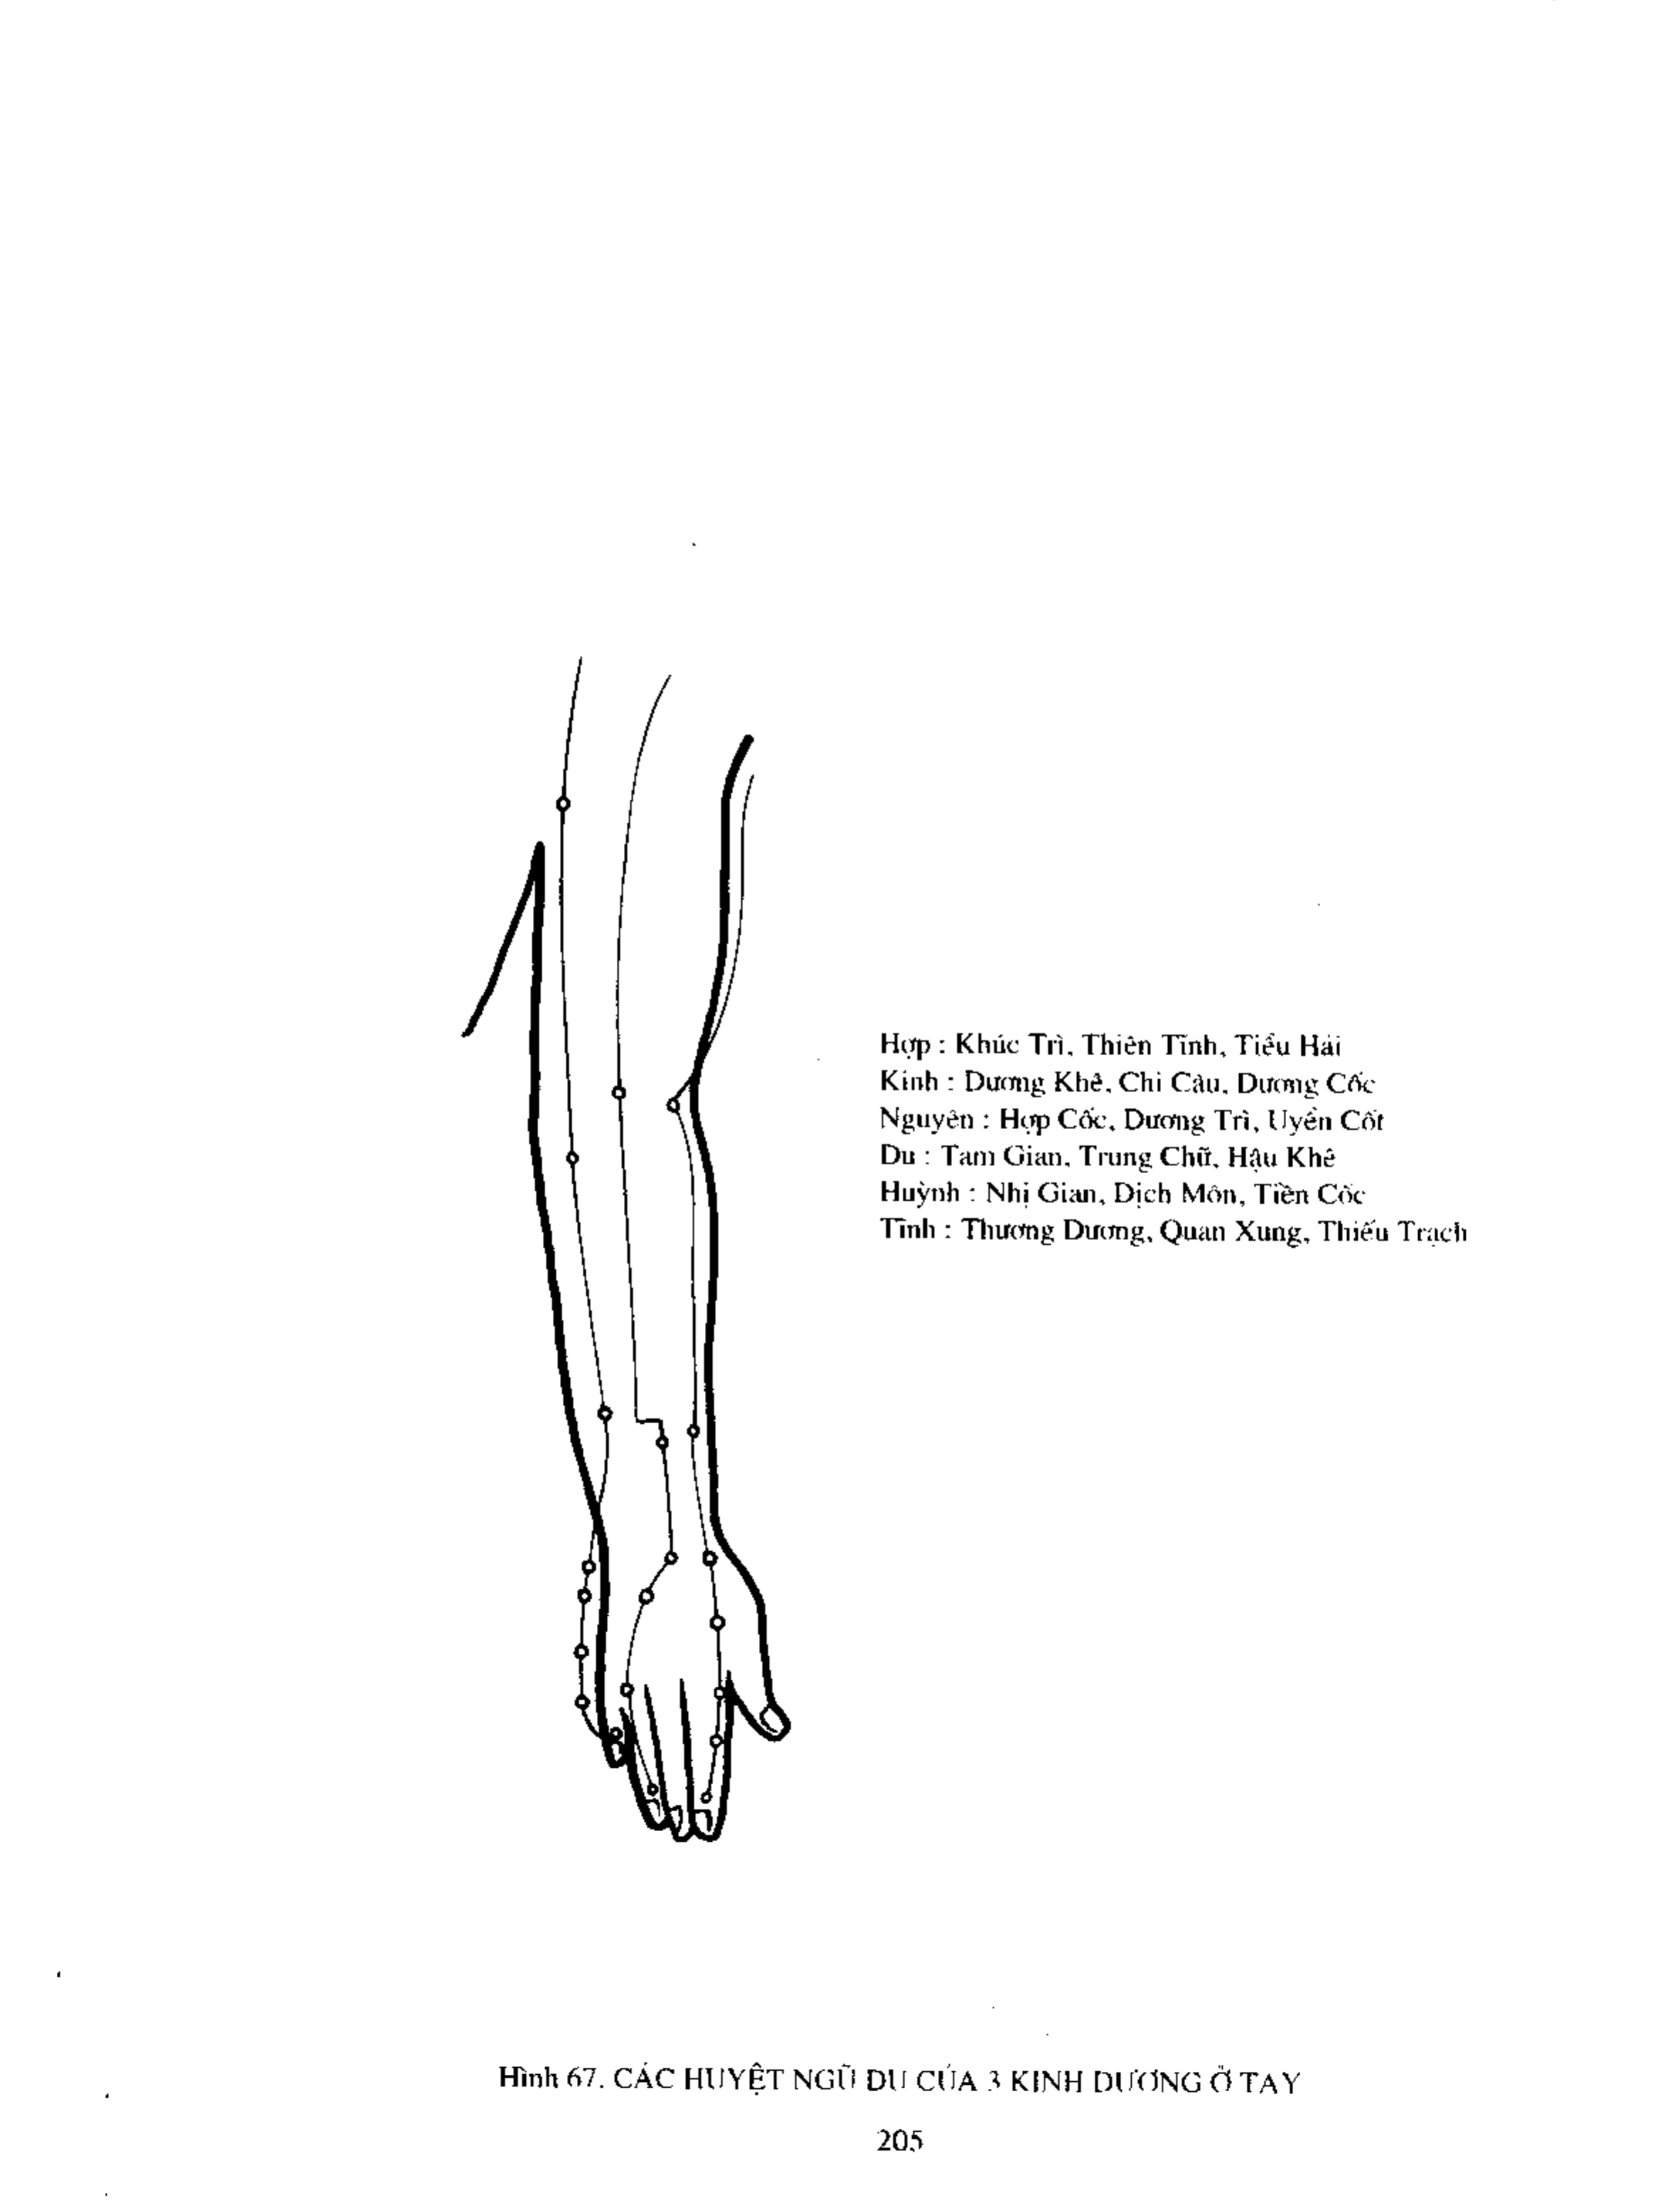 Hợp : Khúc Trì, Thiên Tĩnh, Tiểu Hải
Kinh : Dương Khê, Chi Câu, Dương Cốc
Nguyên : Hợp Cốc, Dương Trì, Uyển Cốt
Du : Tam Gian, Trung Chữ, Hậu Khê
Huỳnh : Nhị Gian, Dịch Môn, Tiền Cốc
Tĩnh : Thương Dương, Quan Xung, Thiếu Trạch
Hình 67. CÁC HUYỆT NGŨ DU CỦA 3 KINH DƯƠNG Ở TAY
205